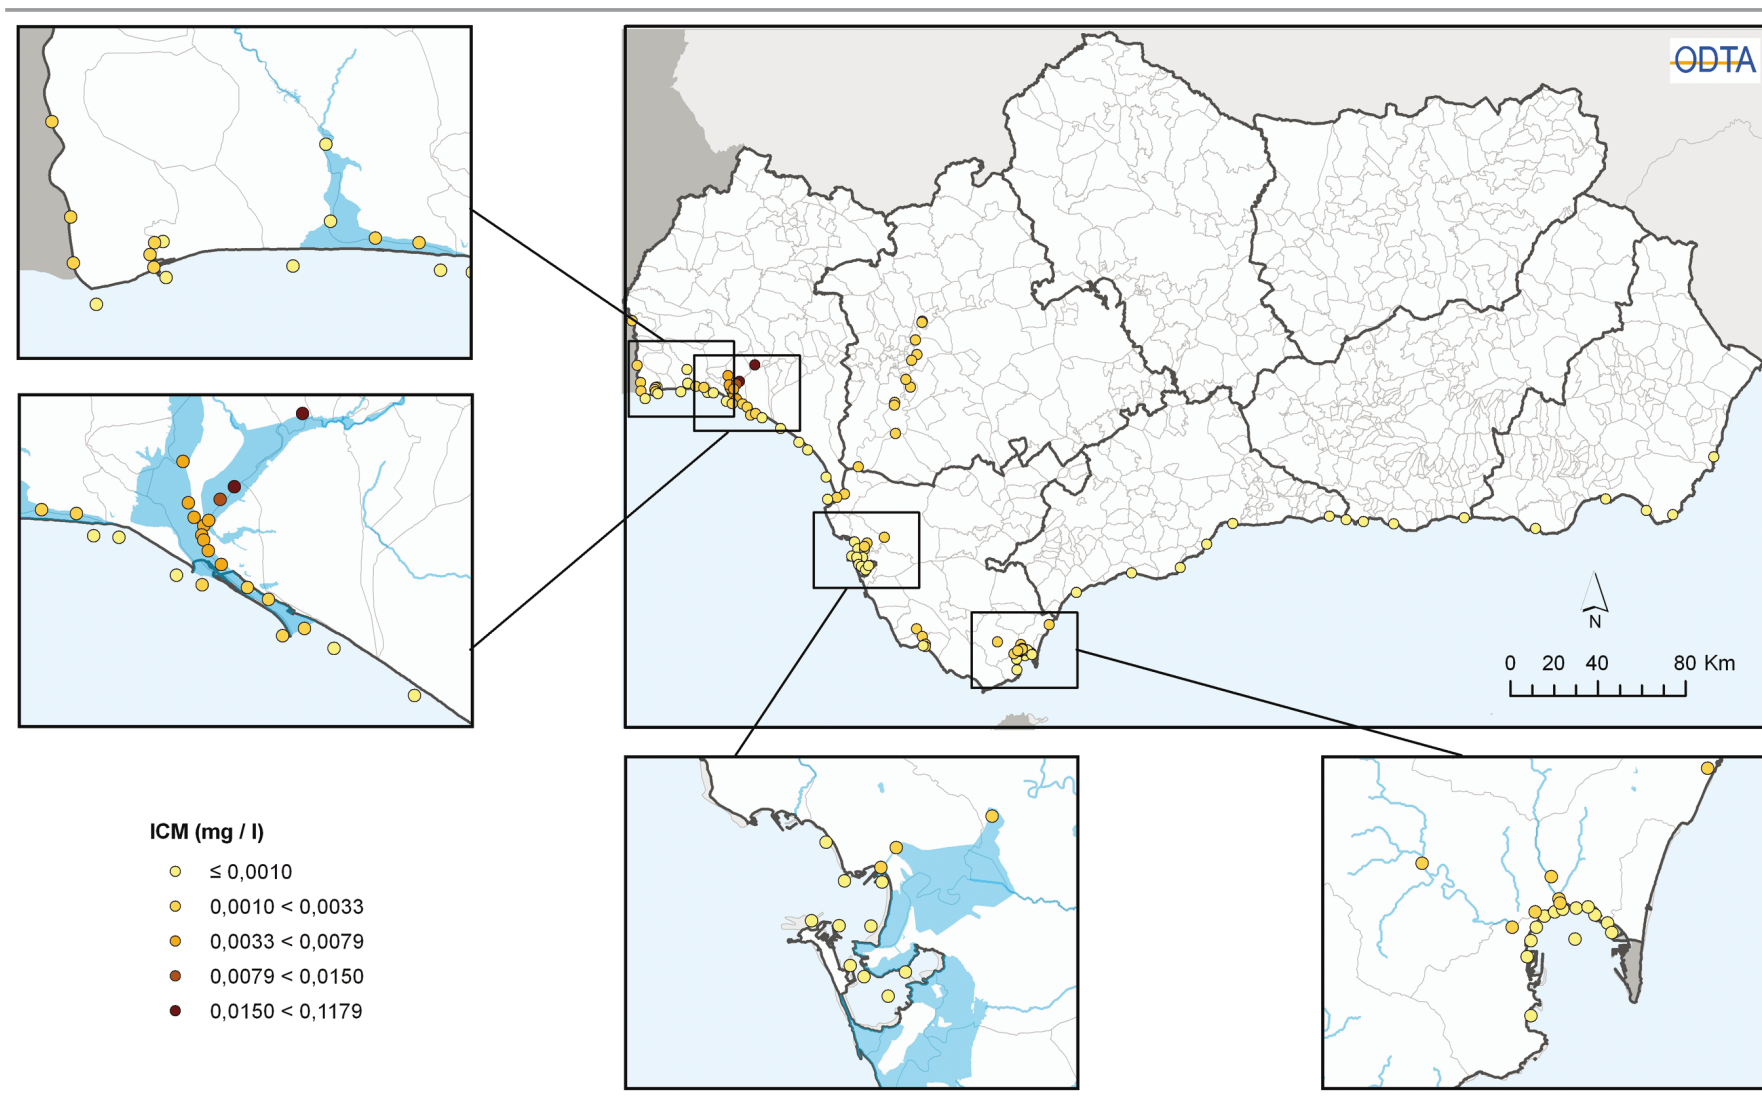 ODTA
N
0 20 40 80 Km
ICM (mg / l)
≤ 0,0010
0,0010 < 0,0033
0,0033 < 0,0079
0,0079 < 0,0150
0,0150 < 0,1179